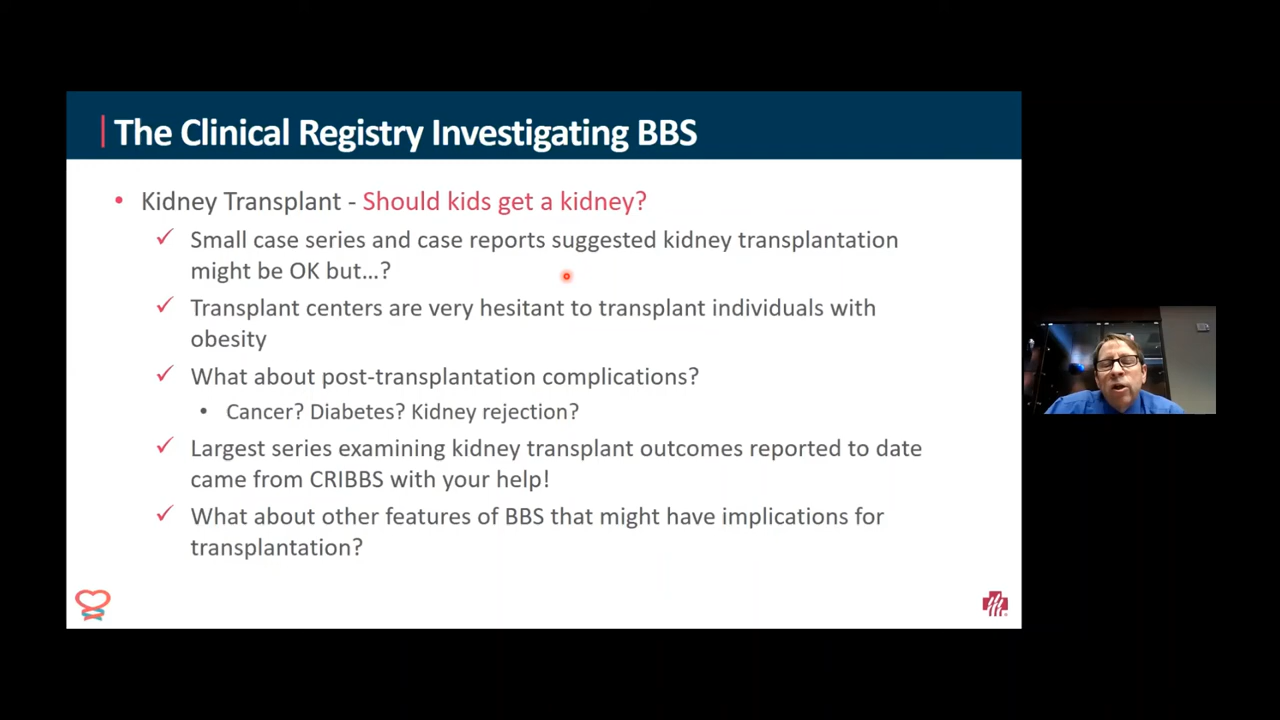 The Clinical Registry Investigating BBS
• Kidney Transplant - Should kids get a kidney?
✓ Small case series and case reports suggested kidney transplantation
might be OK but...?
✓ Transplant centers are very hesitant to transplant individuals with
obesity
✓ What about post-transplantation complications?
• Cancer? Diabetes? Kidney rejection?
✓ Largest series examining kidney transplant outcomes reported to date
came from CRIBBS with your help!
✓ What about other features of BBS that might have implications for
transplantation?